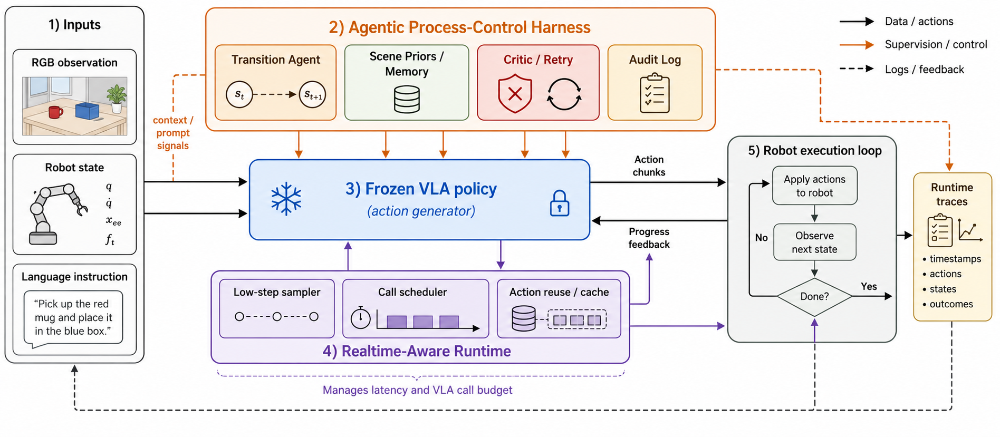 1) Inputs
RGB observation
Robot state
q
q̇
x_ee
f_t
Language instruction
“Pick up the red
mug and place it
in the blue box.”
context /
prompt
signals
2) Agentic Process-Control Harness
Transition Agent
s_t
s_t+1
Scene Priors /
Memory
Critic / Retry
Audit Log
Data / actions
Supervision / control
Logs / feedback
3) Frozen VLA policy
(action generator)
Action
chunks
Progress
feedback
Low-step sampler
Call scheduler
Action reuse / cache
4) Realtime-Aware Runtime
Manages latency and VLA call budget
5) Robot execution loop
Apply actions
to robot
Observe
next state
No
Done?
Yes
Runtime
traces
• timestamps
• actions
• states
• outcomes